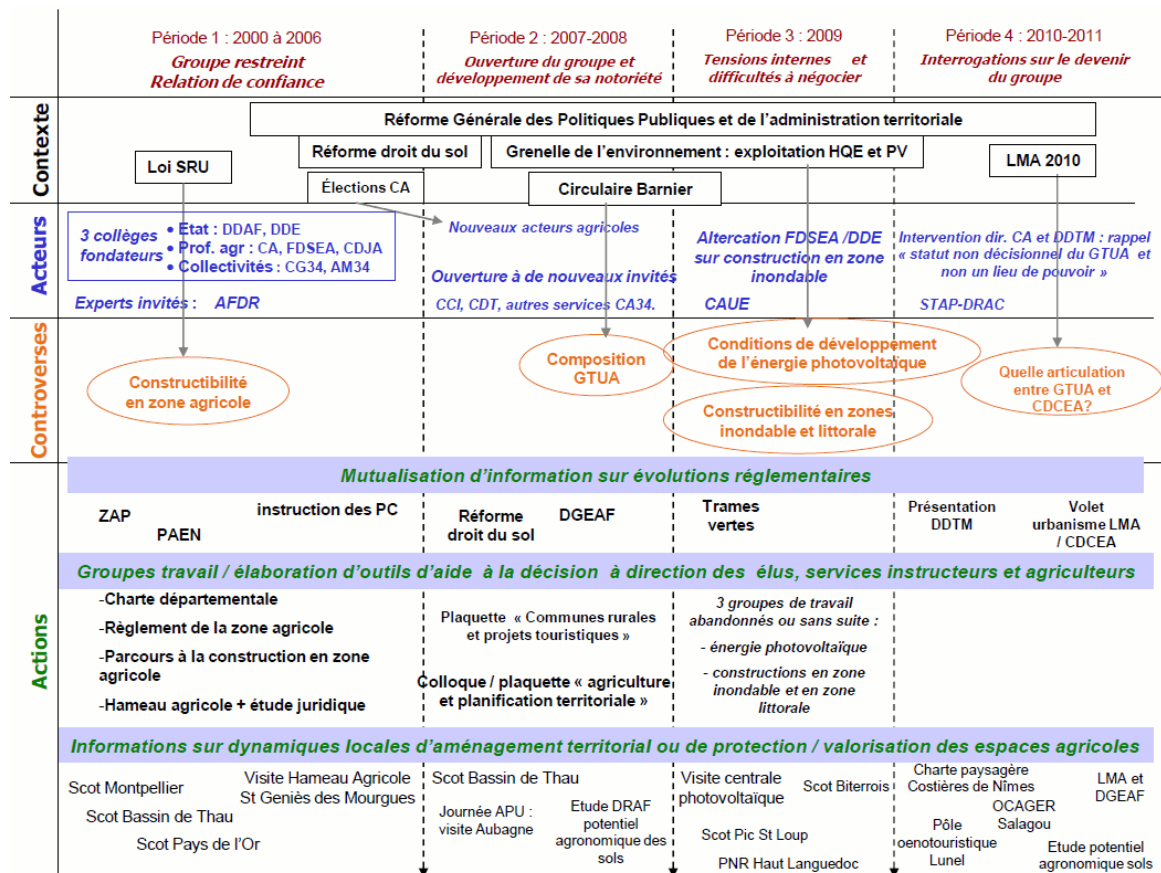 Période 1 : 2000 à 2006
Groupe restreint
Relation de confiance
Période 2 : 2007-2008
Ouverture du groupe et
développement de sa notoriété
Période 3 : 2009
Tensions internes et
difficultés à négocier
Période 4 : 2010-2011
Interrogations sur le devenir
du groupe
Contexte
Réforme Générale des Politiques Publiques et de l'administration territoriale
Réforme droit du sol
Grenelle de l'environnement : exploitation HQE et PV
Loi SRU
LMA 2010
Élections CA
Circulaire Barnier
Acteurs
3 collèges
fondateurs
• Etat : DDAF, DDE
• Prof. agr : CA, FDSEA, CDJA
• Collectivités : CG34, AM34
Experts invités : AFDR
Nouveaux acteurs agricoles
Ouverture à de nouveaux invités
CCI, CDT, autres services CA34.
Altercation FDSEA /DDE
sur construction en zone
inondable
CAUE
Intervention dir. CA et DDTM : rappel
« statut non décisionnel du GTUA et
non un lieu de pouvoir »
STAP-DRAC
Controverses
Constructibilité
en zone agricole
Composition
GTUA
Conditions de développement
de l'énergie photovoltaïque
Constructibilité en zones
inondable et littorale
Quelle articulation
entre GTUA et
CDCEA?
Actions
Mutualisation d'information sur évolutions réglementaires
ZAP
PAEN
instruction des PC
Réforme
droit du sol
DGEAF
Trames
vertes
Présentation
DDTM
Volet
urbanisme LMA
/ CDCEA
Groupes travail / élaboration d'outils d'aide à la décision à direction des élus, services instructeurs et agriculteurs
-Charte départementale
-Règlement de la zone agricole
-Parcours à la construction en zone
agricole
-Hameau agricole + étude juridique
Plaquette « Communes rurales
et projets touristiques »
Colloque / plaquette « agriculture
et planification territoriale »
3 groupes de travail
abandonnés ou sans suite :
- énergie photovoltaïque
- constructions en zone
inondable et en zone
littorale
Informations sur dynamiques locales d'aménagement territorial ou de protection / valorisation des espaces agricoles
Scot Montpellier
Visite Hameau Agricole
St Geniès des Mourgues
Scot Bassin de Thau
Scot Pays de l'Or
Scot Bassin de Thau
Journée APU :
visite Aubagne
Etude DRAF
potentiel
agronomique des
sols
Visite centrale
photovoltaïque
Scot Biterrois
Scot Pic St Loup
PNR Haut Languedoc
Charte paysagère
Costières de Nîmes
LMA et
DGEAF
OCAGER
Salagou
Pôle
oenotouristique
Lunel
Etude potentiel
agronomique sols